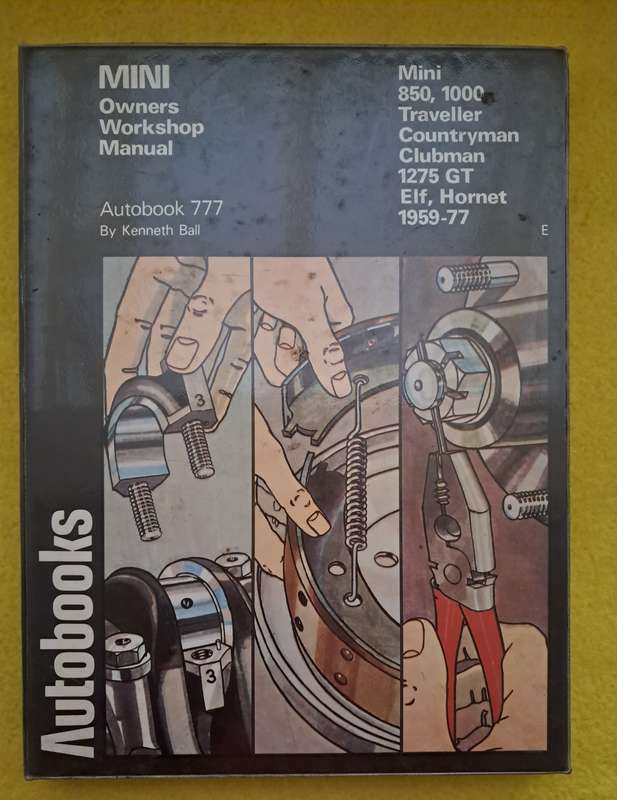 MINI
Owners
Workshop
Manual
Autobook 777
By Kenneth Ball
Mini
850, 1000
Traveller
Countryman
Clubman
1275 GT
Elf, Hornet
1959-77
E
3
3
Autobooks